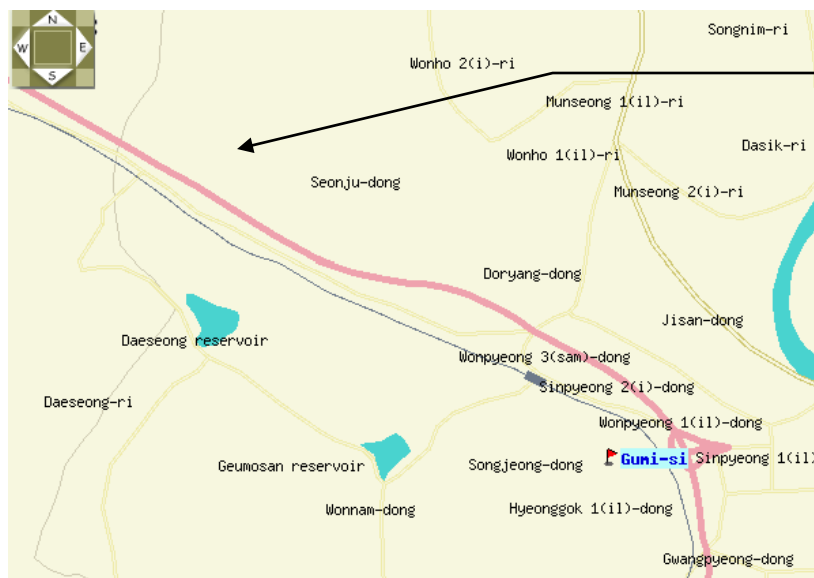 N
W E
S
Songnim-ri
Wonho 2(i)-ri
Munseong 1(il)-ri
Dasik-ri
Wonho 1(il)-ri
Seonju-dong
Munseong 2(i)-ri
Doryang-dong
Jisan-dong
Daeseong reservoir
Wonpyeong 3(sam)-dong
Sinpyeong 2(i)-dong
Daeseong-ri
Wonpyeong 1(il)-dong
Gumi-si
Sinpyeong 1(il)
Geumosan reservoir
Songjeong-dong
Wonnam-dong
Hyeonggok 1(il)-dong
Gwangpyeong-dong